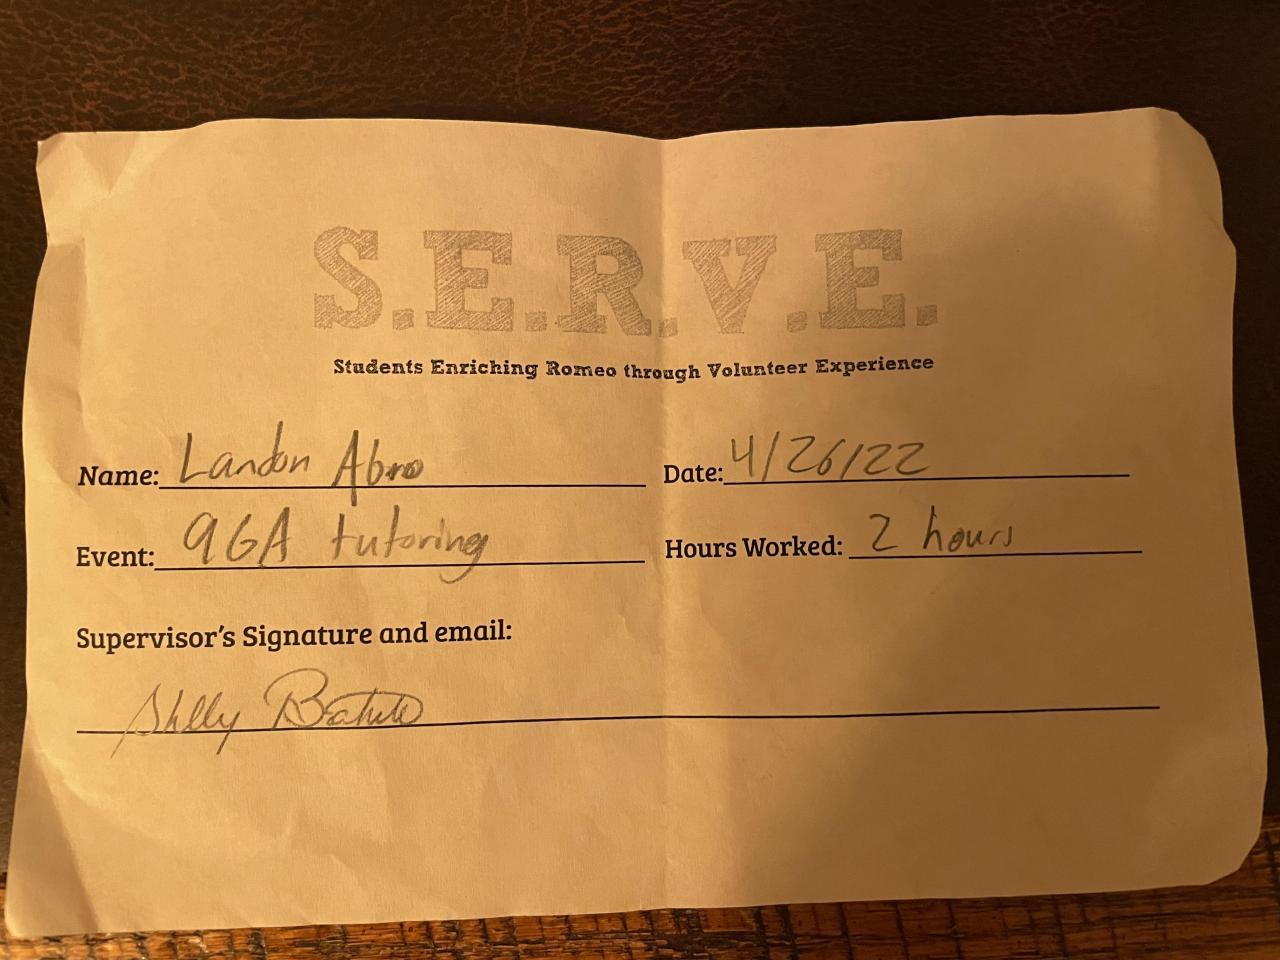 S.E.R.V.E.
Students Enriching Romeo through Volunteer Experience
Name: Landon Abro Date: 4/26/22
Event: 9GA tutoring Hours Worked: 2 hours
Supervisor's Signature and email:
Shelly